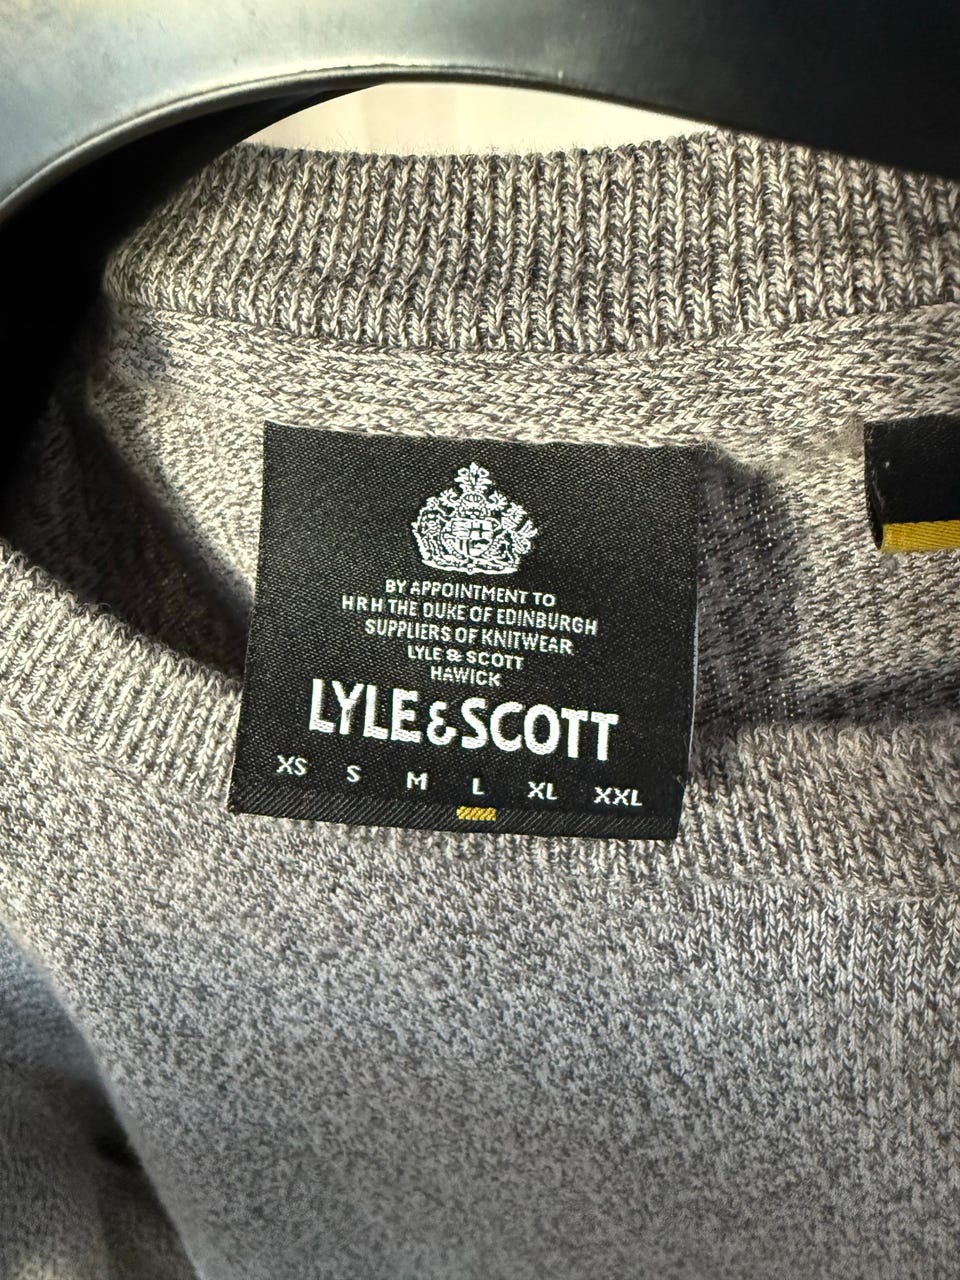 BY APPOINTMENT TO
HRH THE DUKE OF EDINBURGH
SUPPLIERS OF KNITWEAR
LYLE & SCOTT
HAWICK
LYLE & SCOTT
XS S M L XL XXL